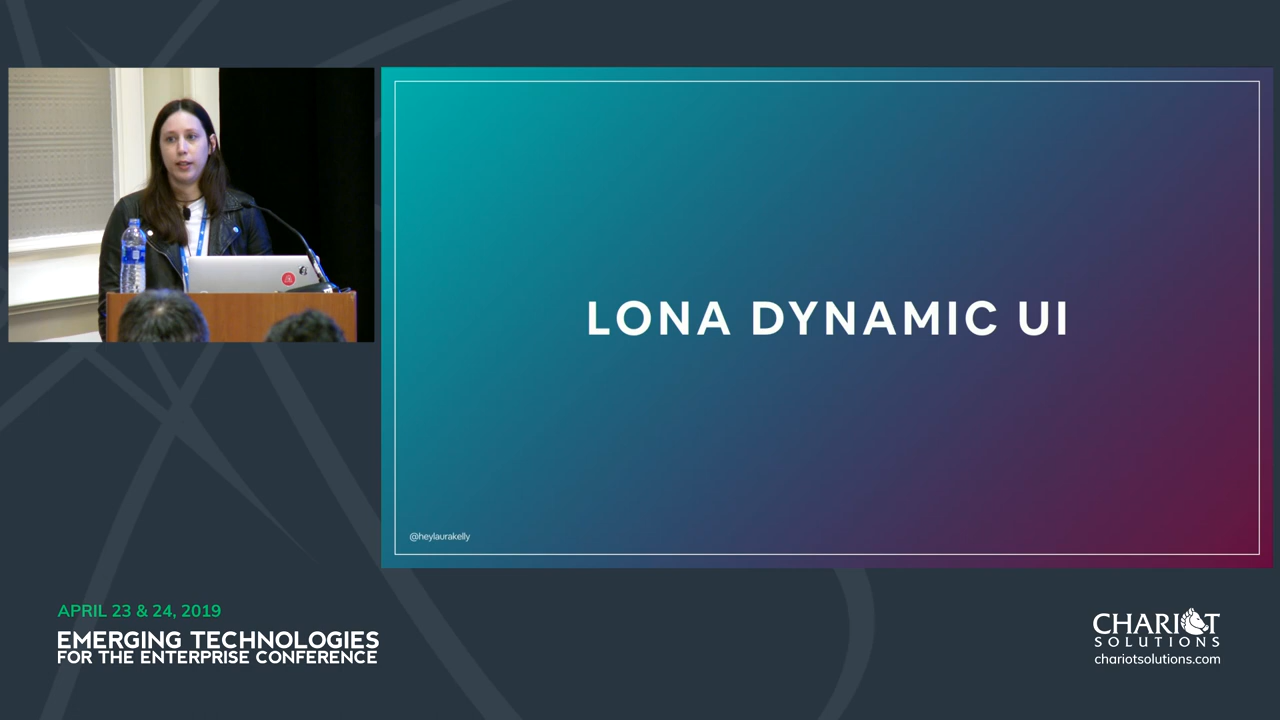 LONA DYNAMIC UI
@heylaurakelly
APRIL 23 & 24, 2019
EMERGING TECHNOLOGIES
FOR THE ENTERPRISE CONFERENCE
CHARIOT
SOLUTIONS
chariotsolutions.com